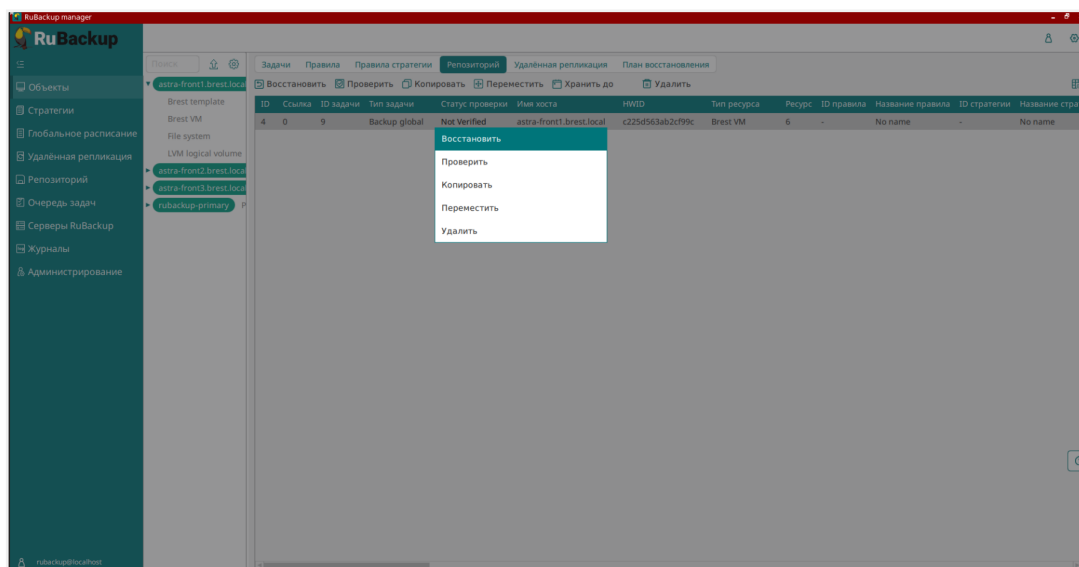 RuBackup manager
RuBackup
Поиск
Задачи Правила Правила стратегии Репозиторий Удалённая репликация План восстановления
Объекты
astra-front1.brest.local
Восстановить Проверить Копировать Переместить Хранить до Удалить
Brest template
ID Ссылка ID задачи Тип задачи Статус проверки Имя хоста HWID Тип ресурса Ресурс ID правила Название правила ID стратегии Название стра
Стратегии
Brest VM
4 0 9 Backup global Not Verified astra-front1.brest.local c225d563ab2cf99c Brest VM 6 - No name - No name
Глобальное расписание
File system
Восстановить
Удалённая репликация
LVM logical volume
Проверить
astra-front2.brest.local
Репозиторий
astra-front3.brest.local
Копировать
Очередь задач
rubackup-primary P
Переместить
Серверы RuBackup
Удалить
Журналы
Администрирование
rubackup@localhost